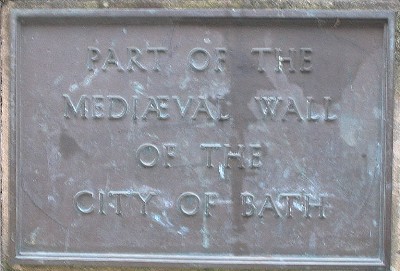 PART OF THE
MEDIÆVAL WALL
OF THE
CITY OF BATH